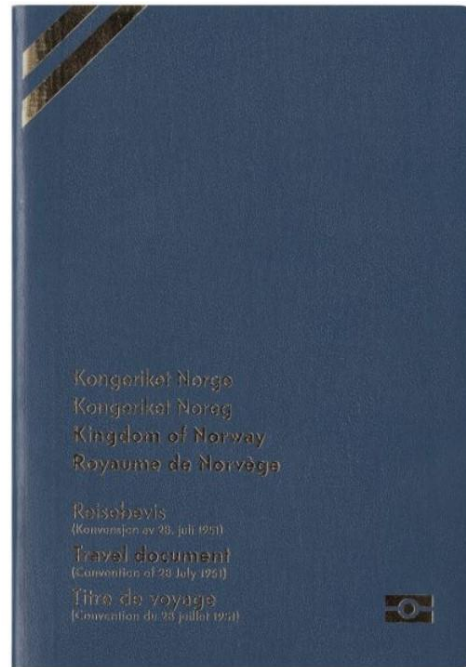 Kongeriket Norge
Kongeriket Noreg
Kingdom of Norway
Royaume de Norvège
Reisebevis
(Konvensjon av 28. juli 1951)
Travel document
(Convention of 28 July 1951)
Titre de voyage
(Convention du 28 juillet 1951)